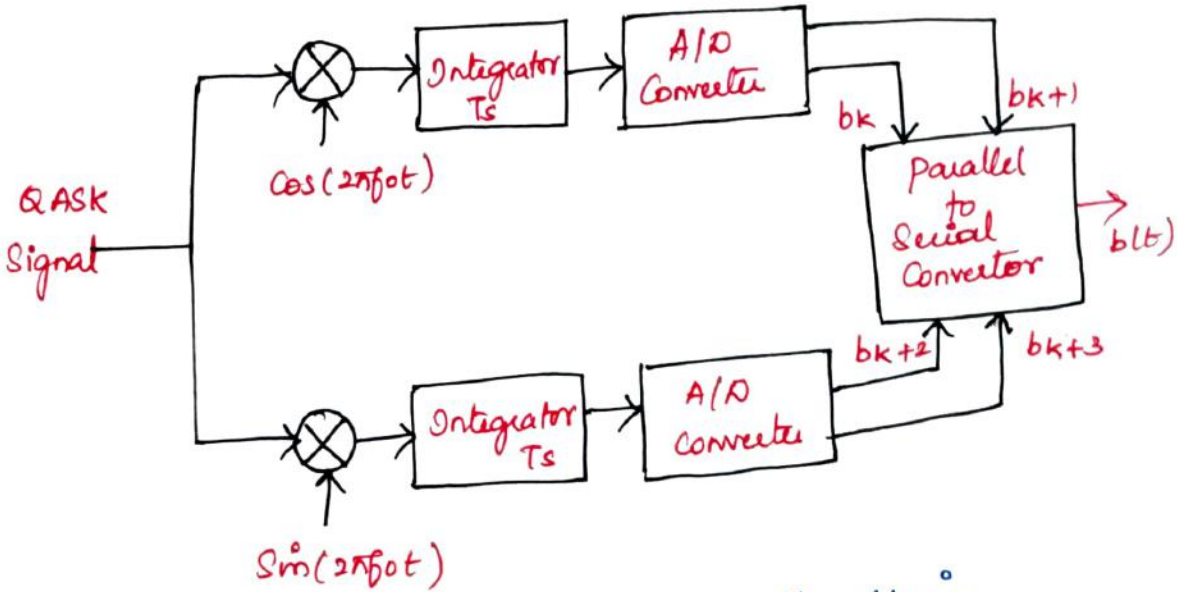 Integrator
Ts
A/D
Converter
bk
bk+1
Cos(2πfot)
QASK
Signal
Parallel
to
Serial
Convertor
b(t)
bk+2
bk+3
Integrator
Ts
A/D
Converter
Sin(2πfot)